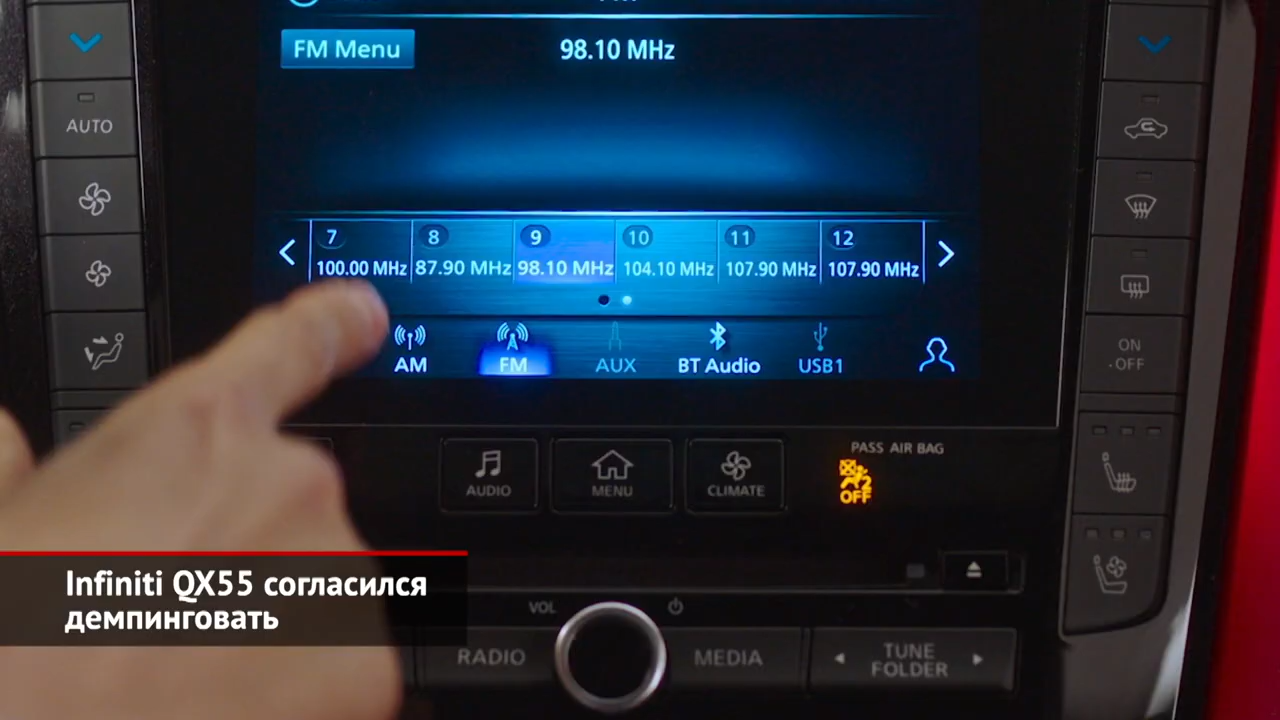 FM Menu
98.10 MHz
AUTO
7 8 9 10 11 12
100.00 MHz 87.90 MHz 98.10 MHz 104.10 MHz 107.90 MHz 107.90 MHz
AM FM AUX BT Audio USB1
ON
OFF
PASS AIR BAG
AUDIO MENU CLIMATE
2
OFF
Infiniti QX55 согласился
демпинговать
VOL
RADIO MEDIA
TUNE
FOLDER